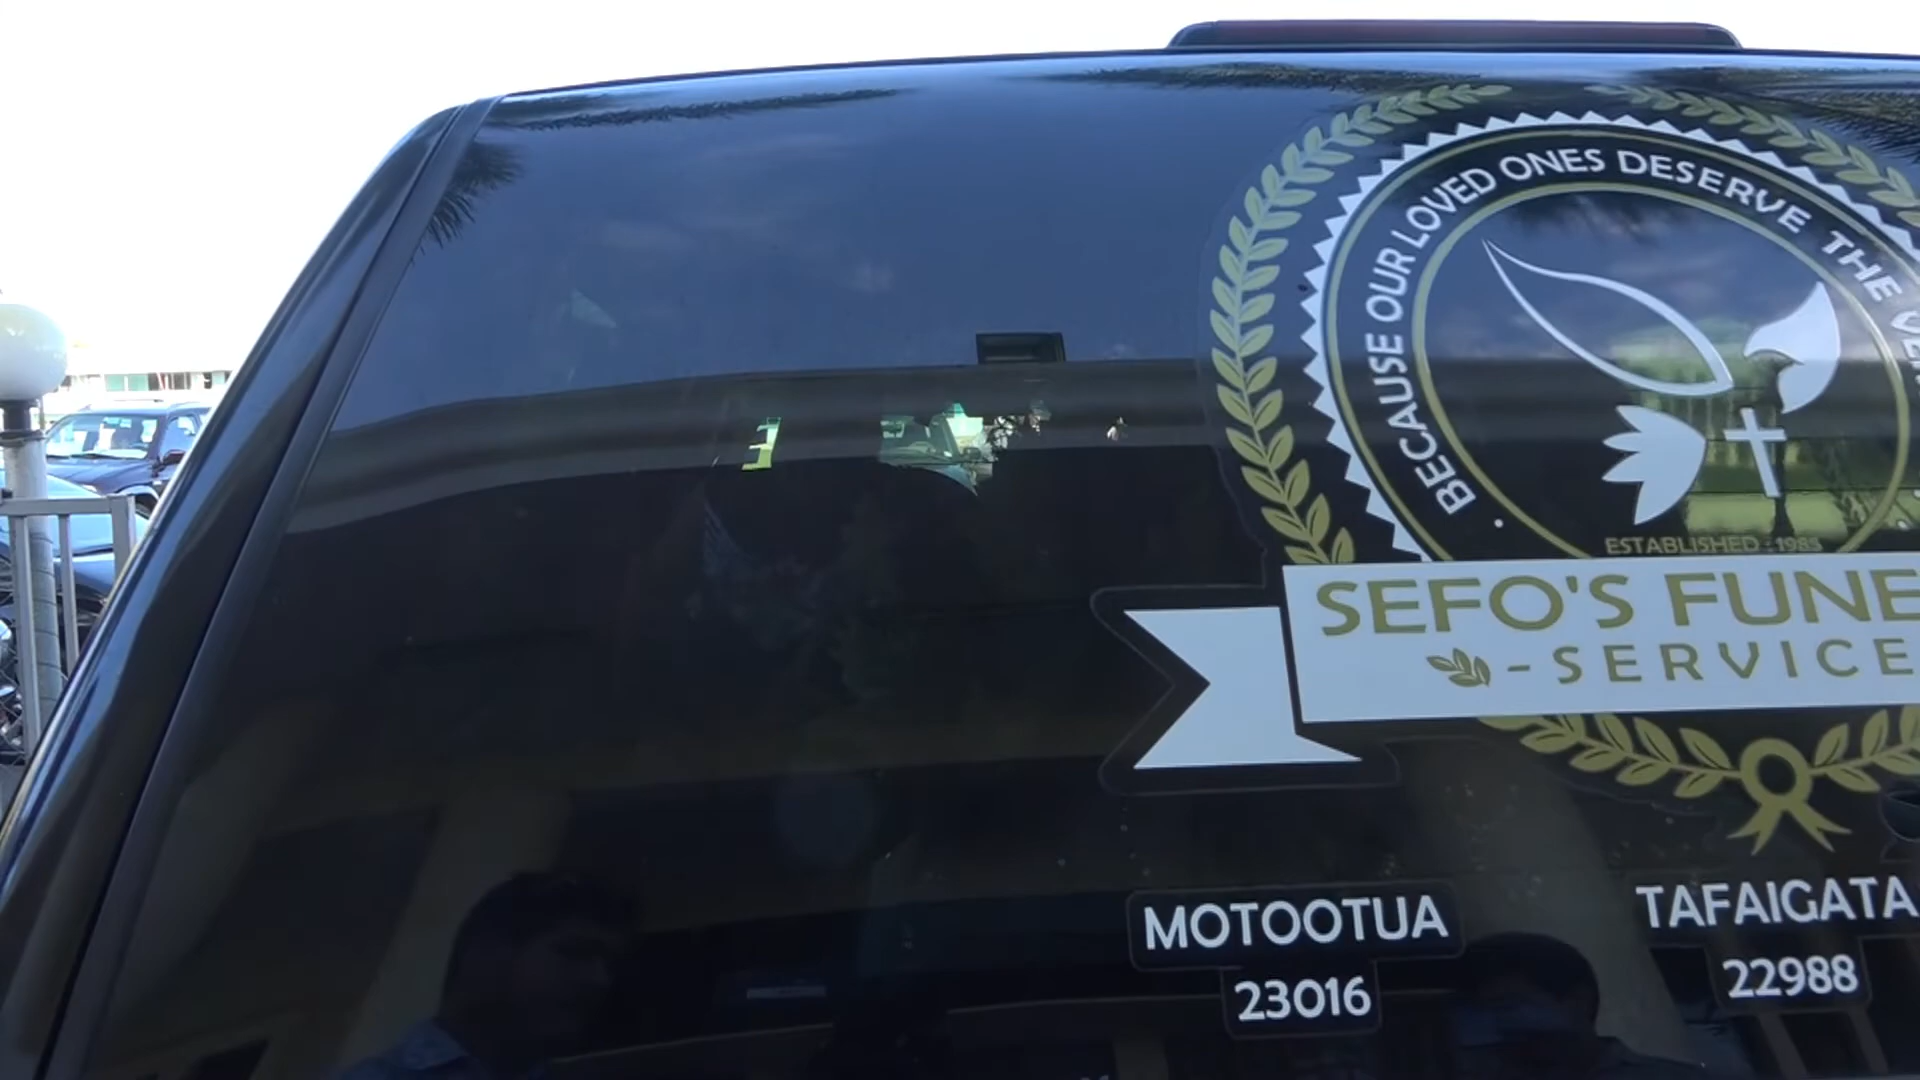 BECAUSE OUR LOVED ONES DESERVE THE
ESTABLISHED · 1985
SEFO'S FUNE
- SERVICE
MOTOOTUA
23016
TAFAIGATA
22988